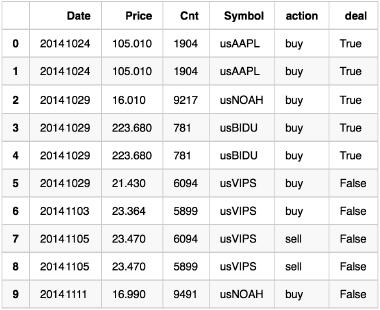 Date Price Cnt Symbol action deal
0 20141024 105.010 1904 usAAPL buy True
1 20141024 105.010 1904 usAAPL buy True
2 20141029 16.010 9217 usNOAH buy True
3 20141029 223.680 781 usBIDU buy True
4 20141029 223.680 781 usBIDU buy True
5 20141029 21.430 6094 usVIPS buy False
6 20141103 23.364 5899 usVIPS buy False
7 20141105 23.470 6094 usVIPS sell False
8 20141105 23.470 5899 usVIPS sell False
9 20141111 16.990 9491 usNOAH buy False